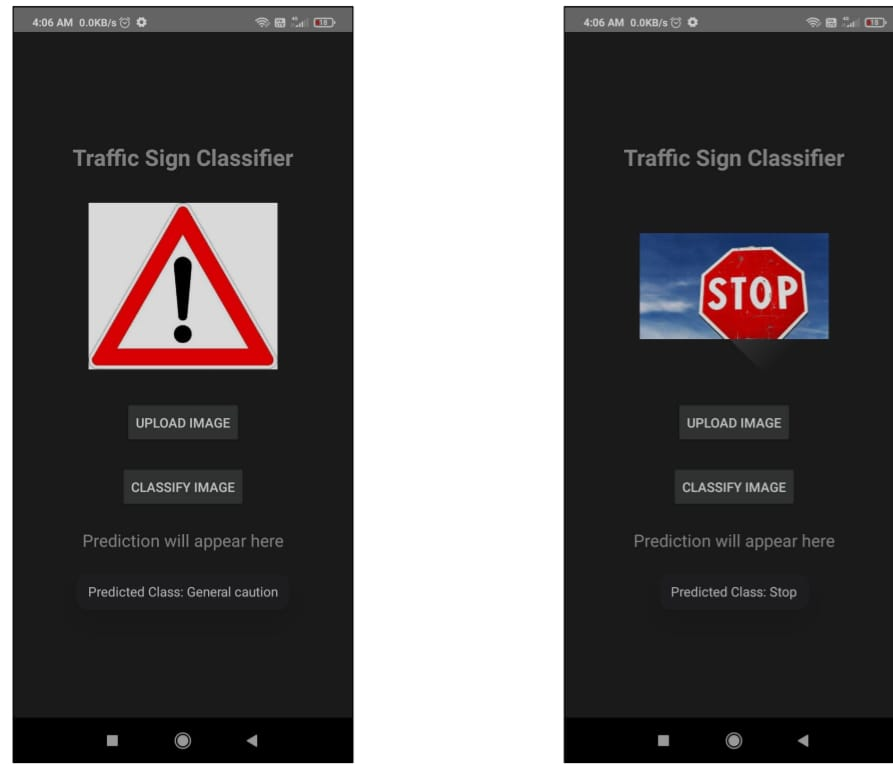 4:06 AM 0.0KB/s
18
Traffic Sign Classifier
UPLOAD IMAGE
CLASSIFY IMAGE
Prediction will appear here
Predicted Class: General caution
4:06 AM 0.0KB/s
18
Traffic Sign Classifier
STOP
UPLOAD IMAGE
CLASSIFY IMAGE
Prediction will appear here
Predicted Class: Stop